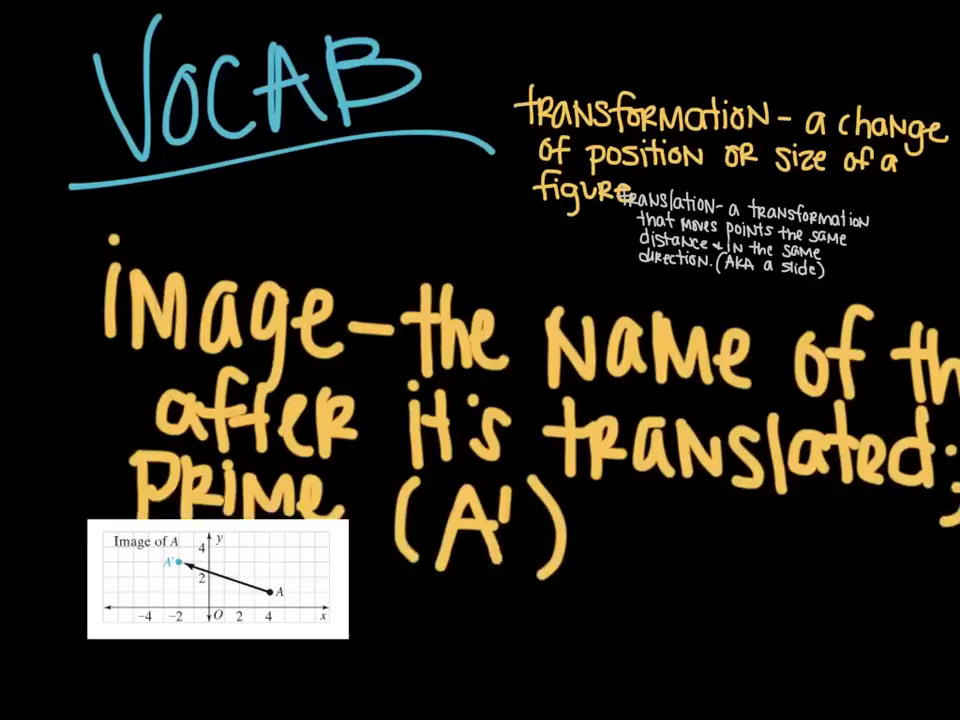 VOCAB
transformation - a change
of position or size of a
figure
translation - a transformation
that moves points the same
distance & in the same
direction. (AKA a slide)
image - the name of th
after it's translated;
prime (A')
Image of A
y
4
A'
2
A
-4 -2 O 2 4 x